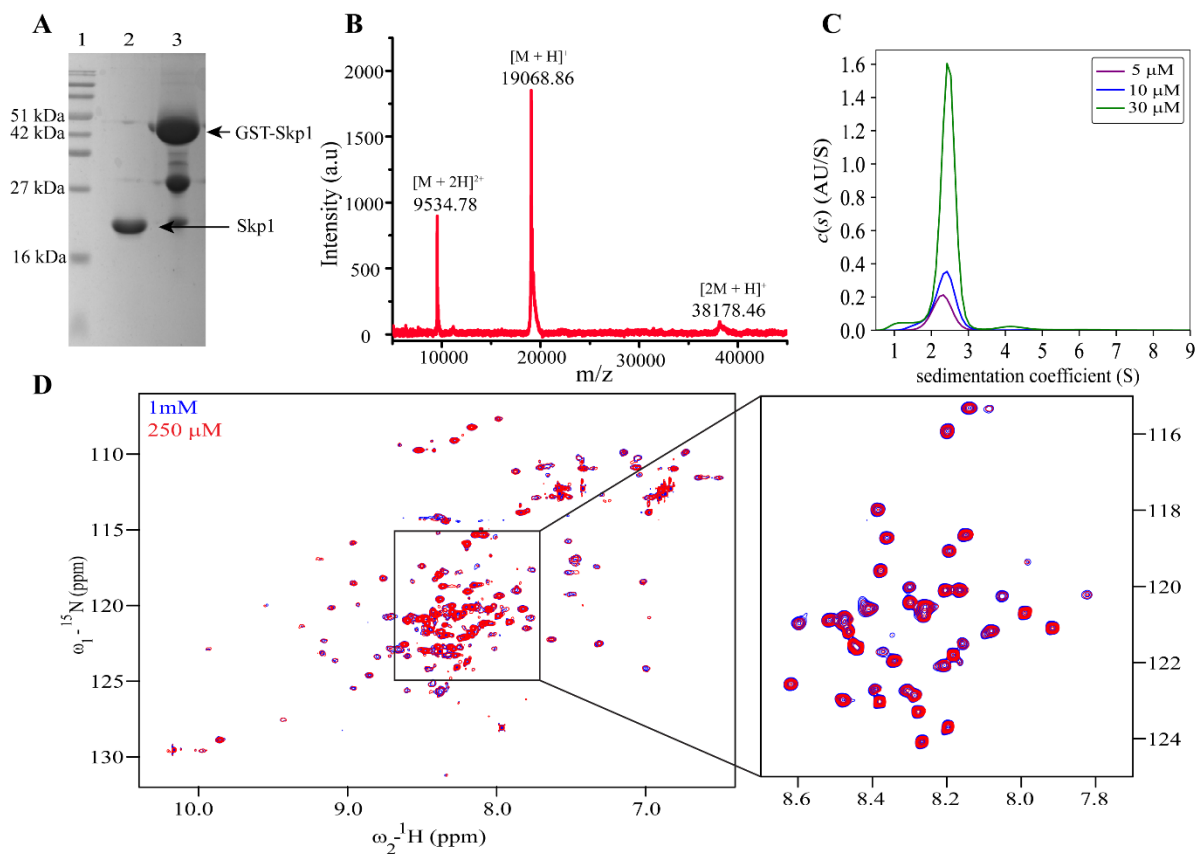 A
1 2 3
51 kDa
42 kDa
27 kDa
16 kDa
GST-Skp1
Skp1
B
Intensity (a.u)
2000
1500
1000
500
0
[M + H]¹
19068.86
[M + 2H]²⁺
9534.78
[2M + H]⁺
38178.46
10000 20000 30000 40000
m/z
C
c(s) (AU/S)
1.6
1.4
1.2
1.0
0.8
0.6
0.4
0.2
0.0
5 µM
10 µM
30 µM
1 2 3 4 5 6 7 8 9
sedimentation coefficient (S)
D
1mM
250 µM
ω₁-¹⁵N (ppm)
110
115
120
125
130
10.0 9.0 8.0 7.0
ω₂-¹H (ppm)
116
118
120
122
124
8.6 8.4 8.2 8.0 7.8